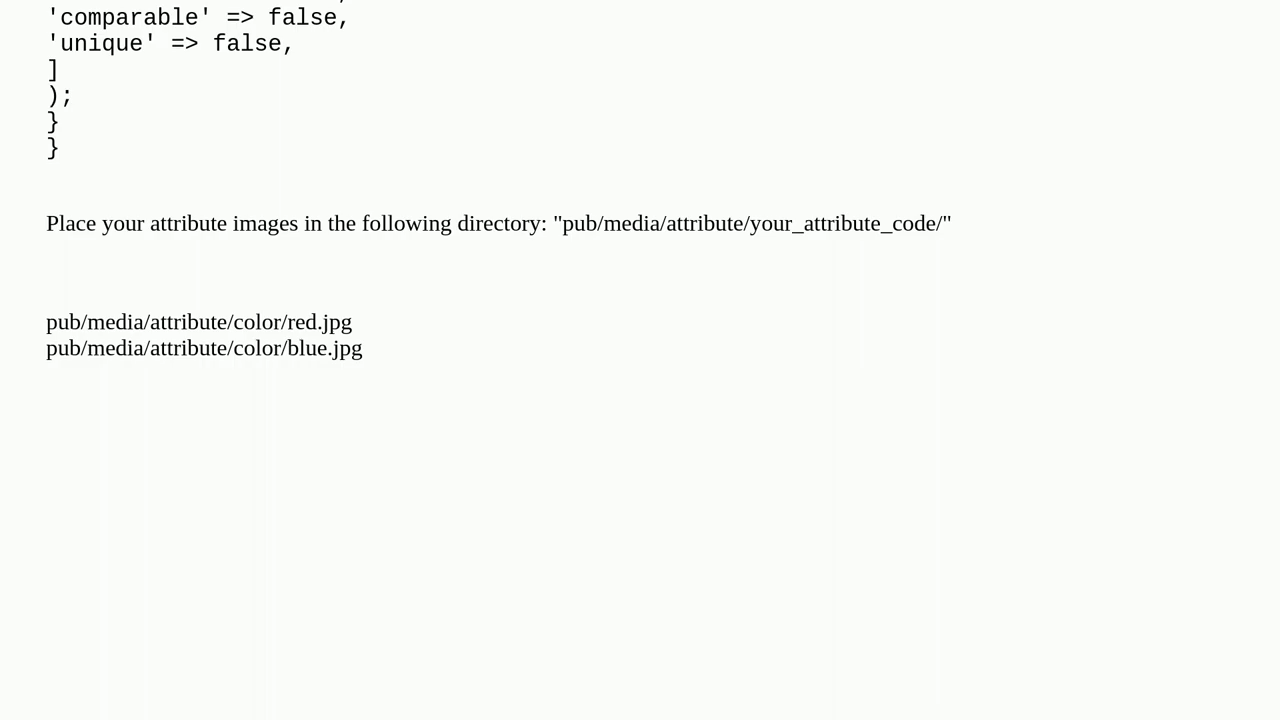 'comparable' => false,
'unique' => false,
]
);
}
}
Place your attribute images in the following directory: "pub/media/attribute/your_attribute_code/"
pub/media/attribute/color/red.jpg
pub/media/attribute/color/blue.jpg